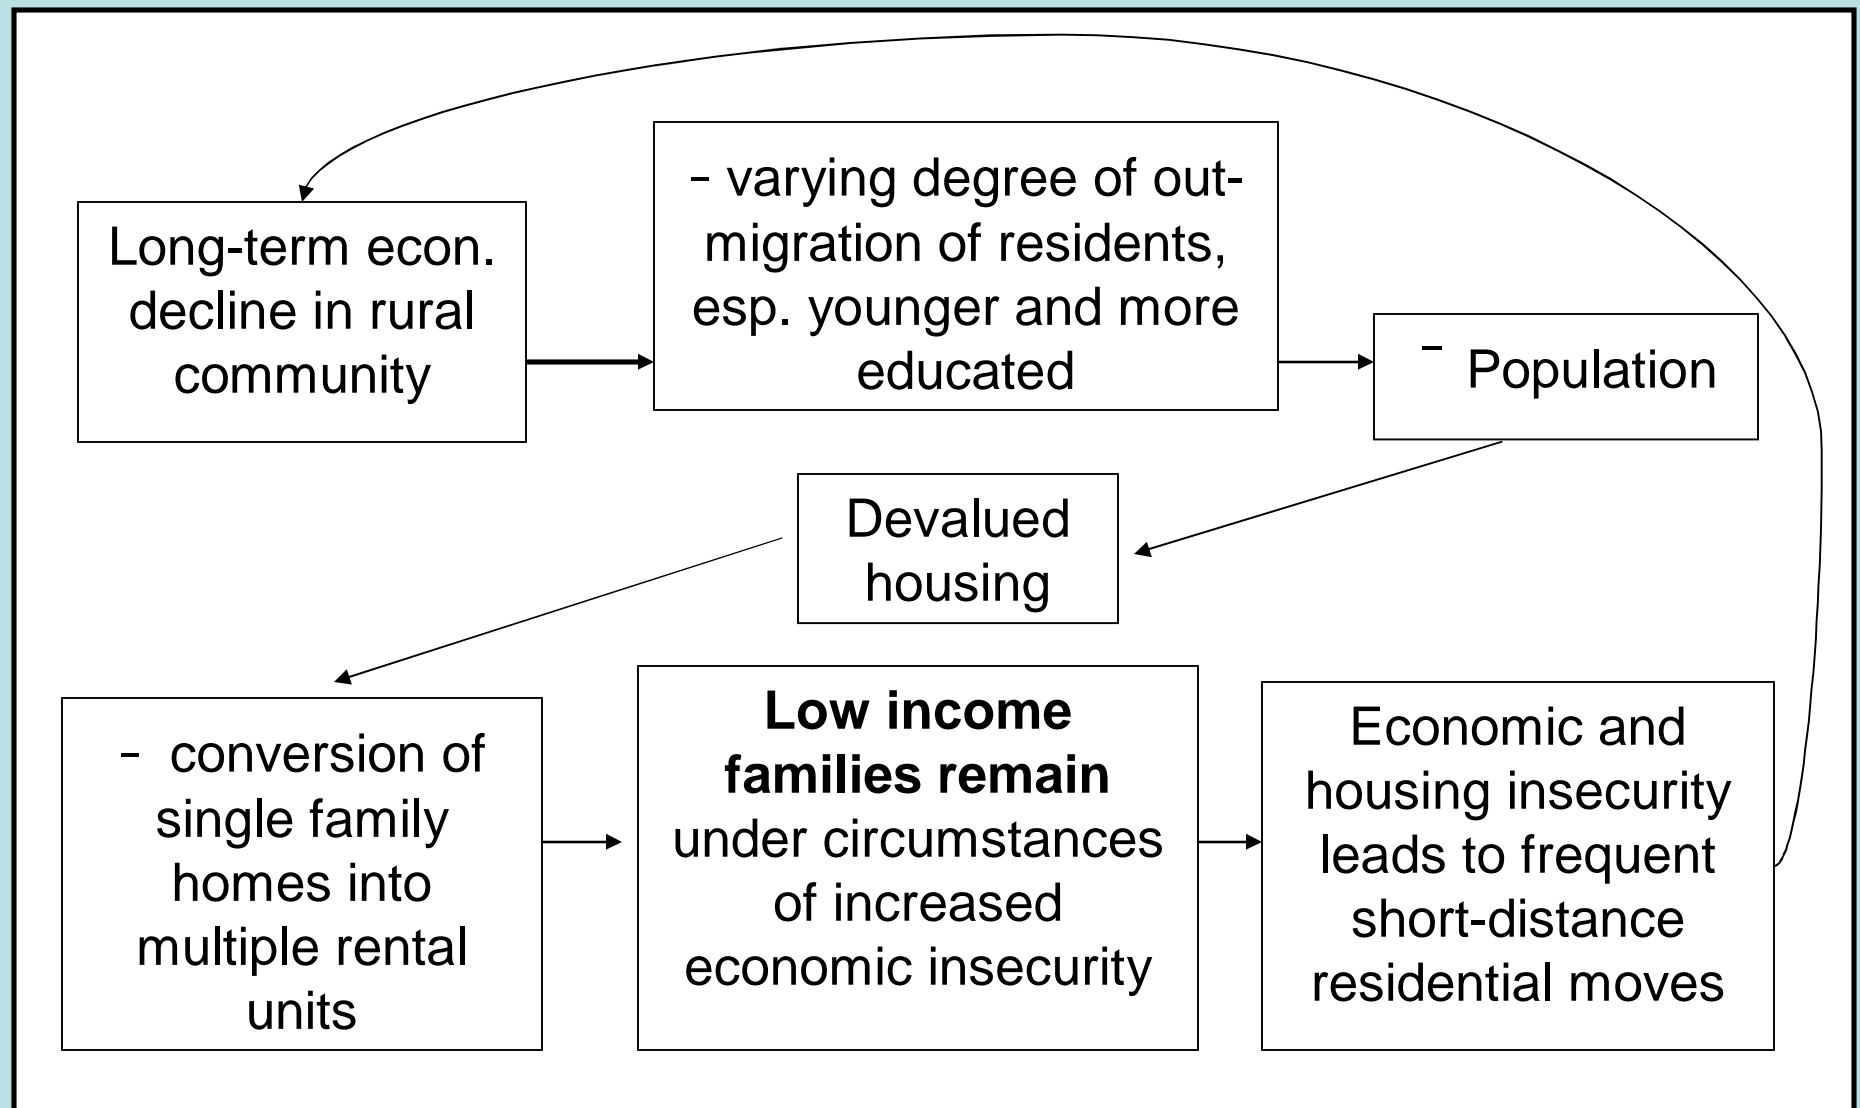 - varying degree of out-
migration of residents,
esp. younger and more
educated
Long-term econ.
decline in rural
community
- Population
Devalued
housing
- conversion of
single family
homes into
multiple rental
units
Low income
families remain
under circumstances
of increased
economic insecurity
Economic and
housing insecurity
leads to frequent
short-distance
residential moves